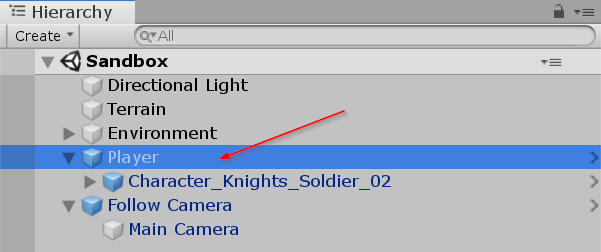 Hierarchy
Create All
Sandbox
Directional Light
Terrain
Environment
Player
Character_Knights_Soldier_02
Follow Camera
Main Camera